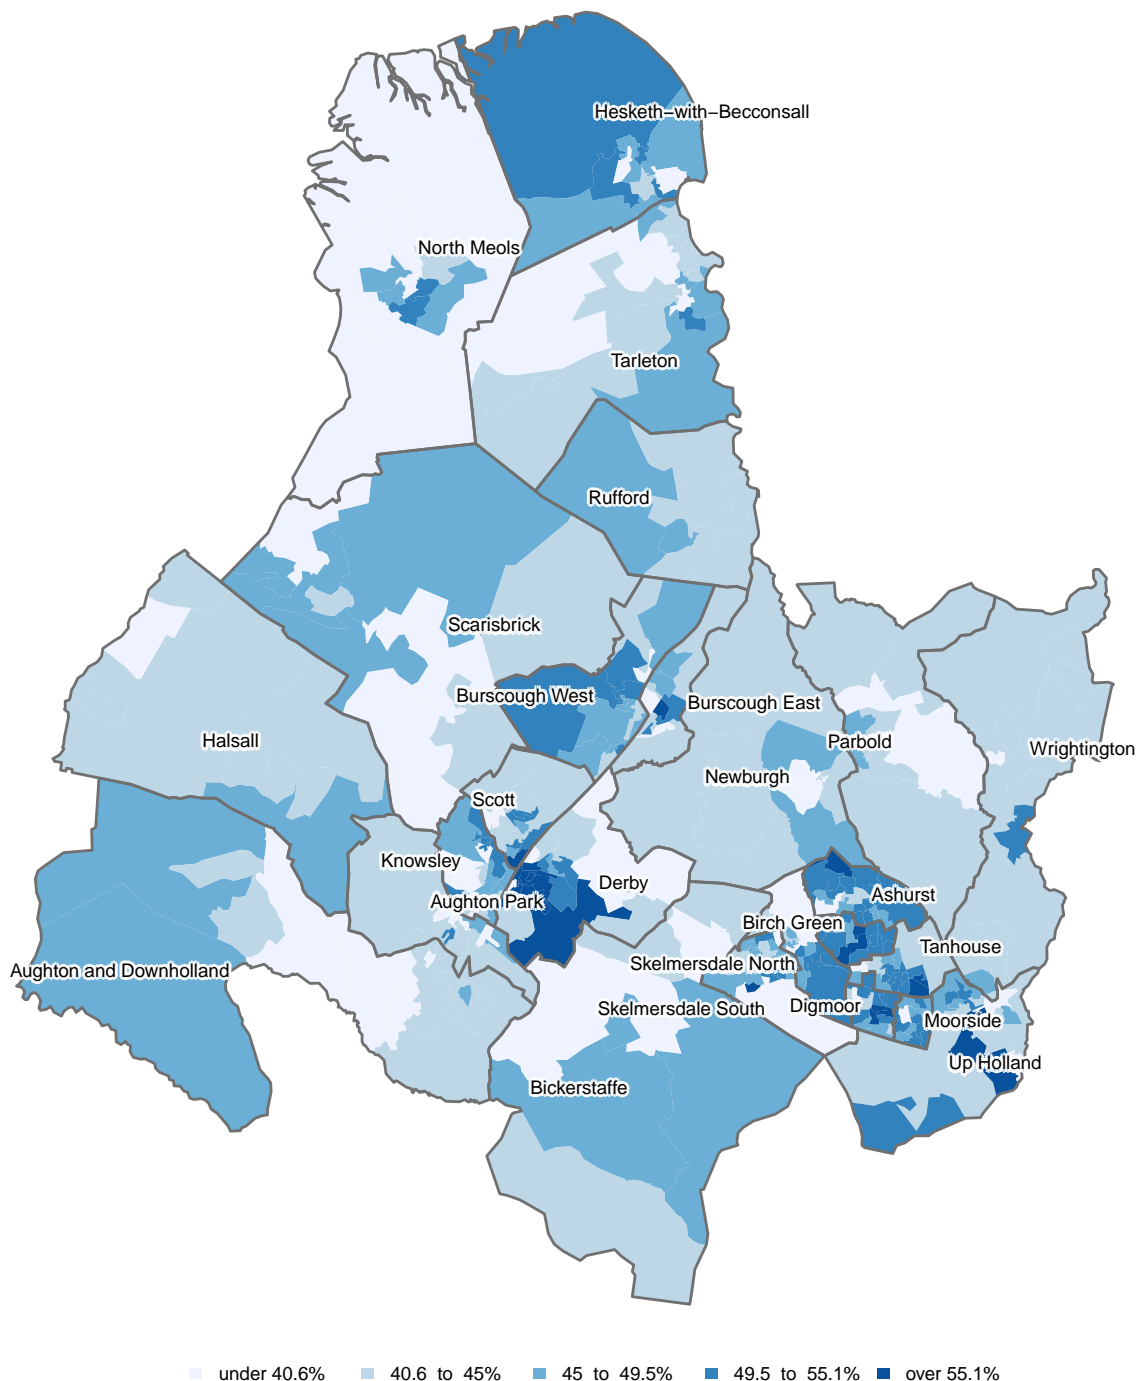 Hesketh−with−Becconsall
North Meols
Tarleton
Rufford
Scarisbrick
Burscough West
Burscough East
Halsall
Parbold
Wrightington
Newburgh
Scott
Knowsley
Derby
Ashurst
Aughton Park
Birch Green
Tanhouse
Aughton and Downholland
Skelmersdale North
Skelmersdale South
Digmoor
Moorside
Up Holland
Bickerstaffe
under 40.6% 40.6 to 45% 45 to 49.5% 49.5 to 55.1% over 55.1%